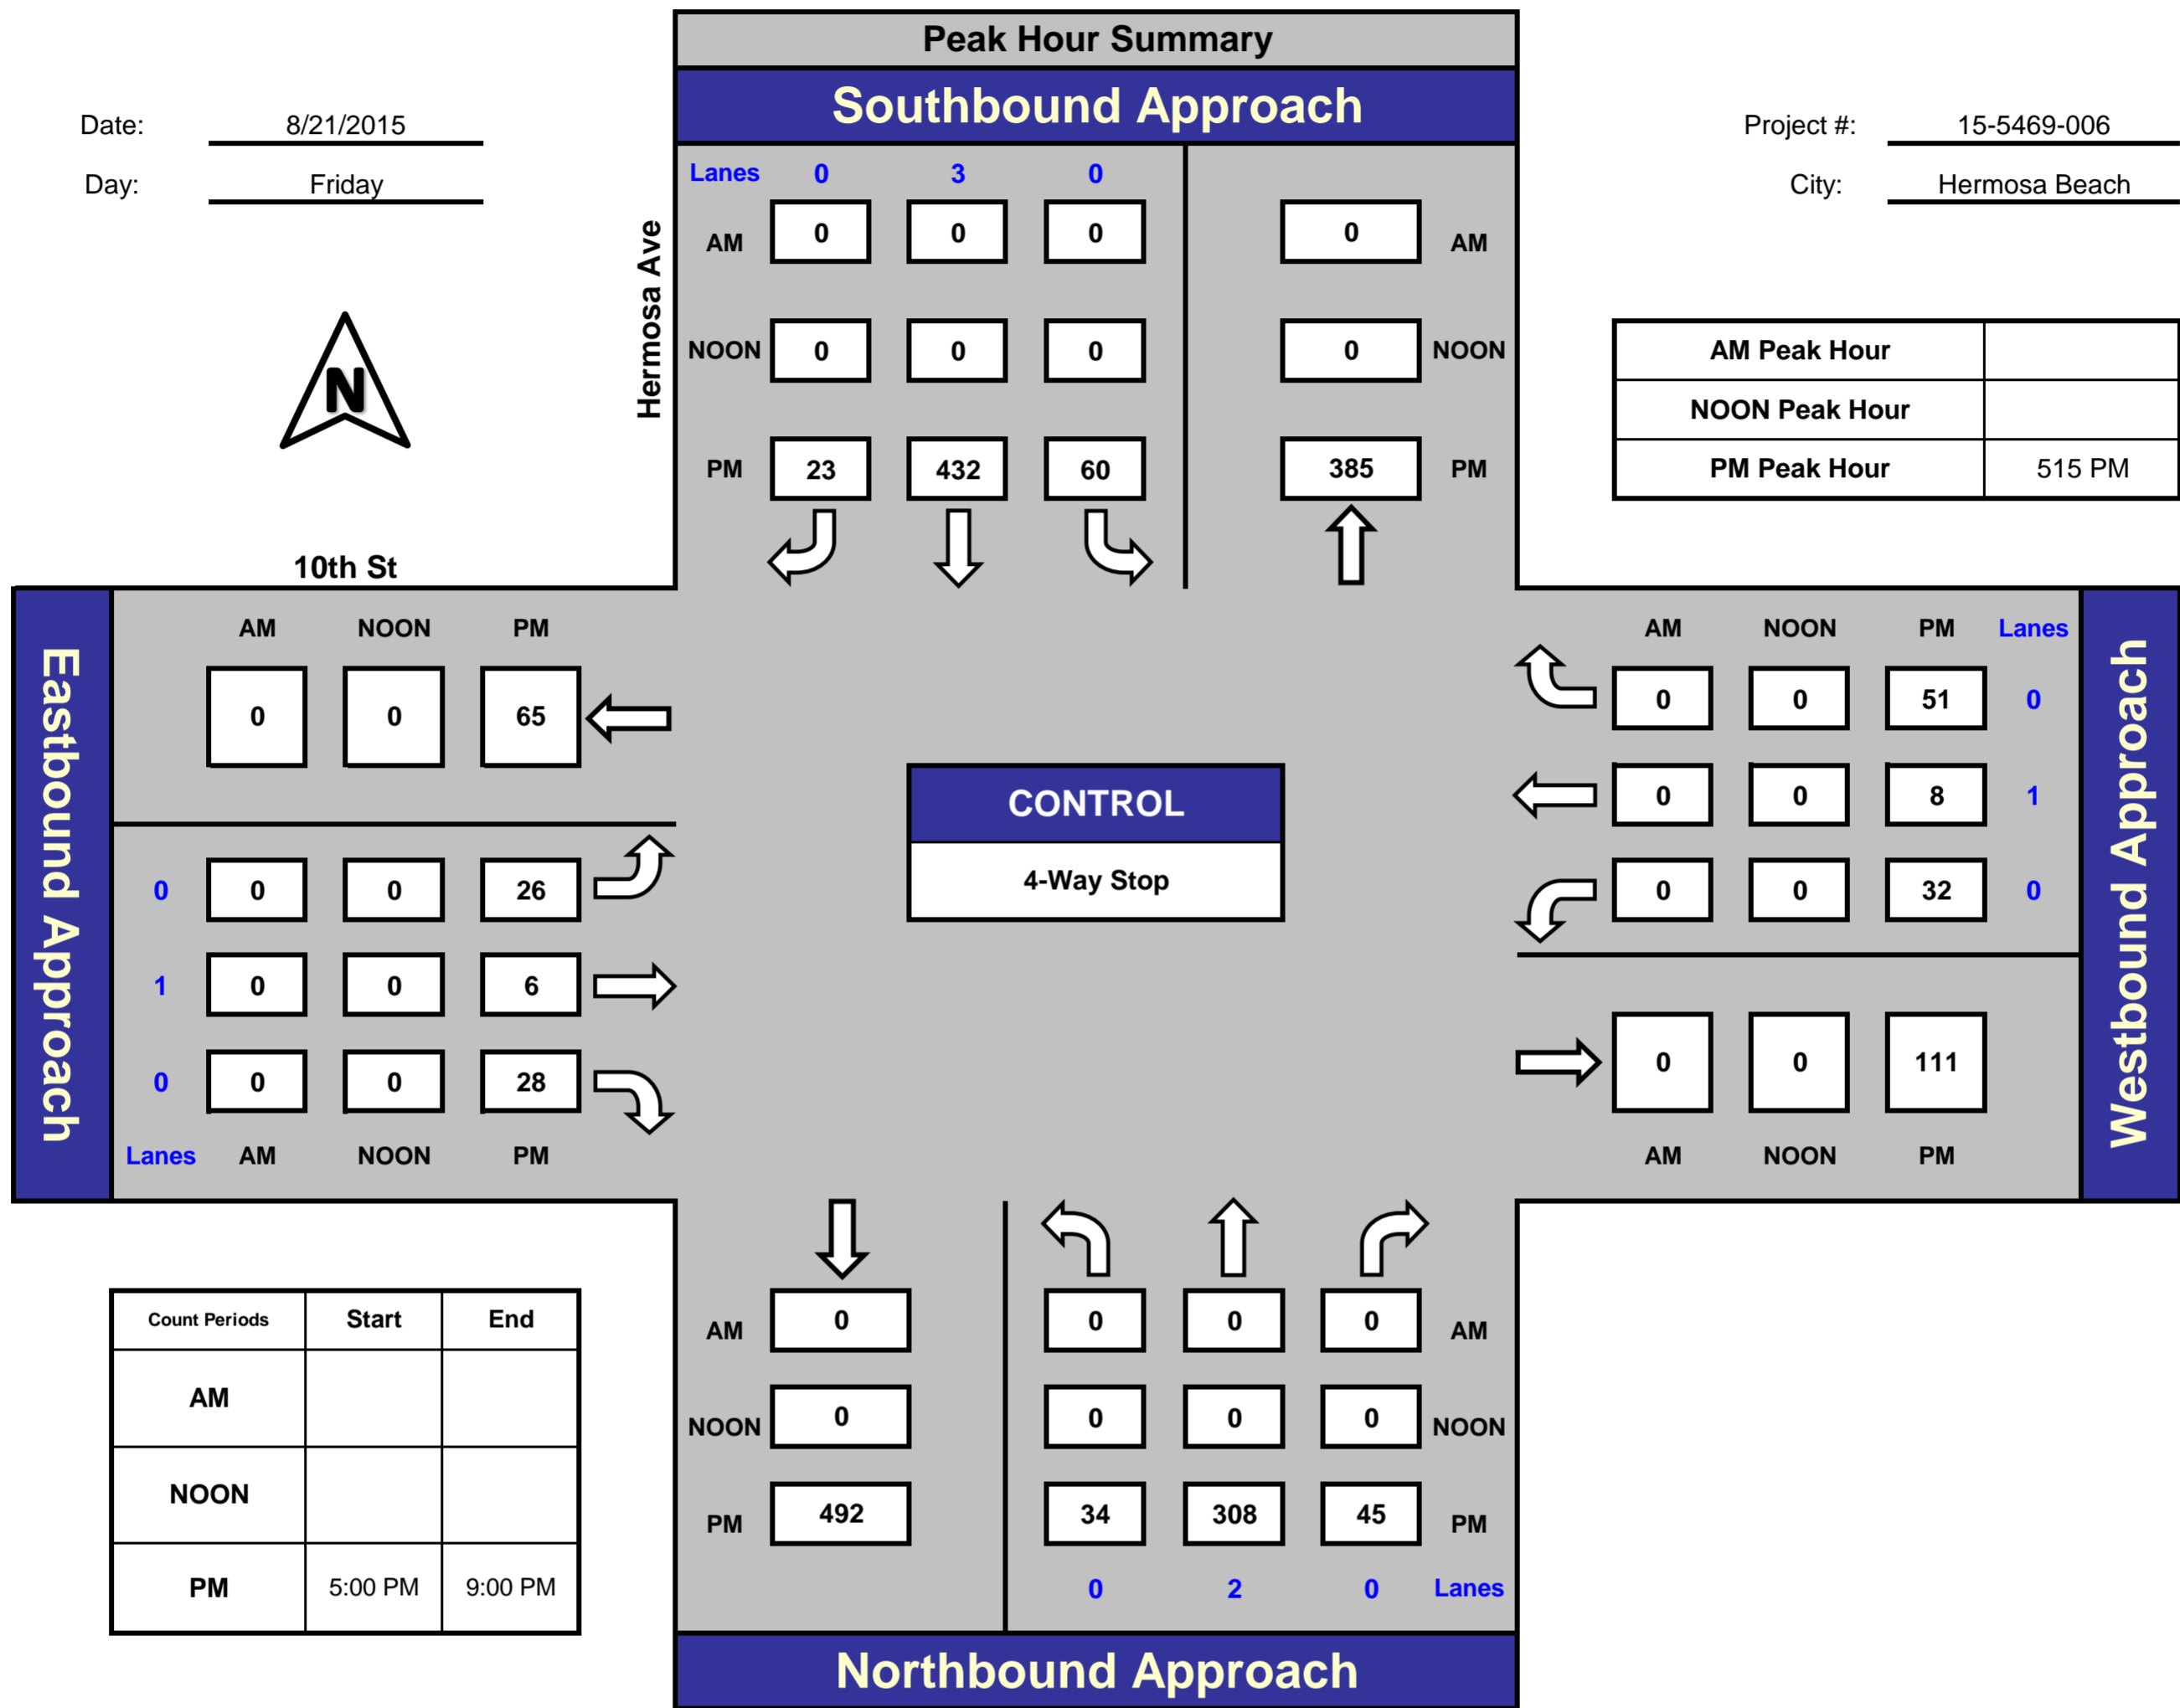 Peak Hour Summary
Southbound Approach
Date: 8/21/2015
Day: Friday
Project #: 15-5469-006
City: Hermosa Beach
N
Hermosa Ave
Lanes 0 3 0
AM 0 0 0 0 AM
NOON 0 0 0 0 NOON
PM 23 432 60 385 PM
AM Peak Hour
NOON Peak Hour
PM Peak Hour 515 PM
10th St
Eastbound Approach
AM NOON PM
0 0 65
0 0 0 26
1 0 0 6
0 0 0 28
Lanes AM NOON PM
CONTROL
4-Way Stop
AM NOON PM Lanes
0 0 51 0
0 0 8 1
0 0 32 0
0 0 111
AM NOON PM
Westbound Approach
Count Periods Start End
AM
NOON
PM 5:00 PM 9:00 PM
AM 0 0 0 0 AM
NOON 0 0 0 0 NOON
PM 492 34 308 45 PM
0 2 0 Lanes
Northbound Approach